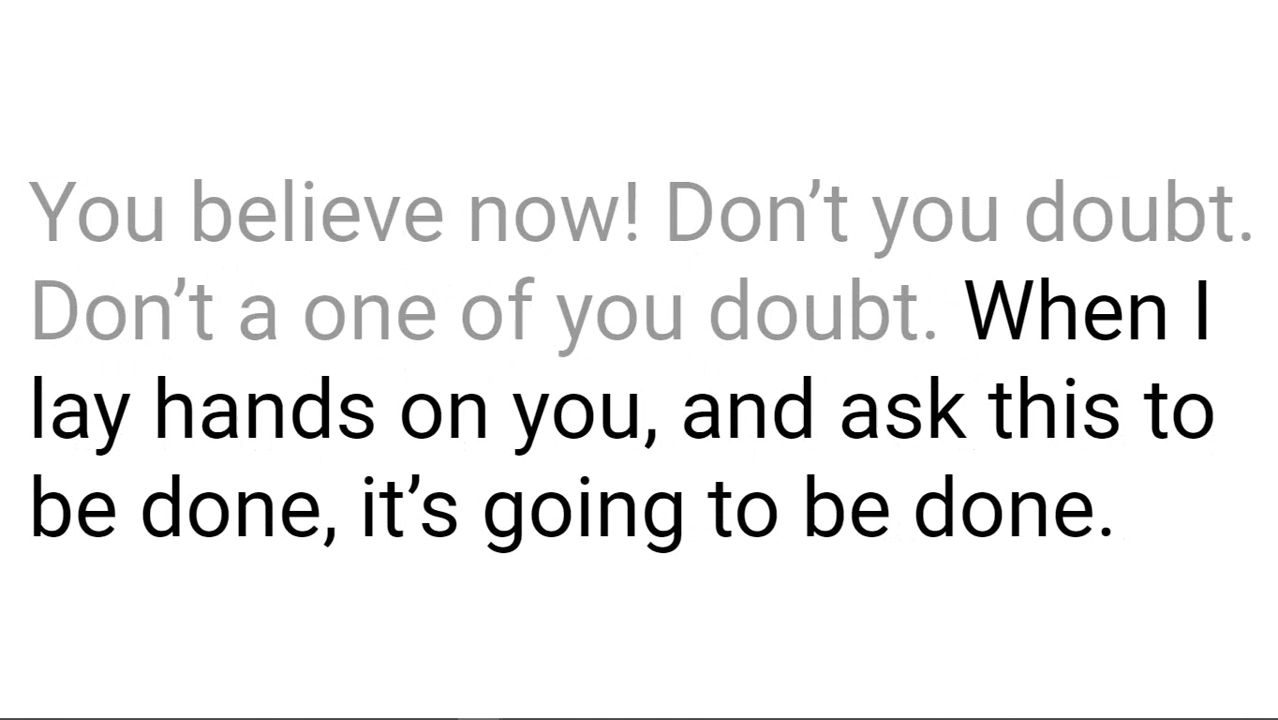 You believe now! Don’t you doubt.
Don’t a one of you doubt. When I
lay hands on you, and ask this to
be done, it’s going to be done.